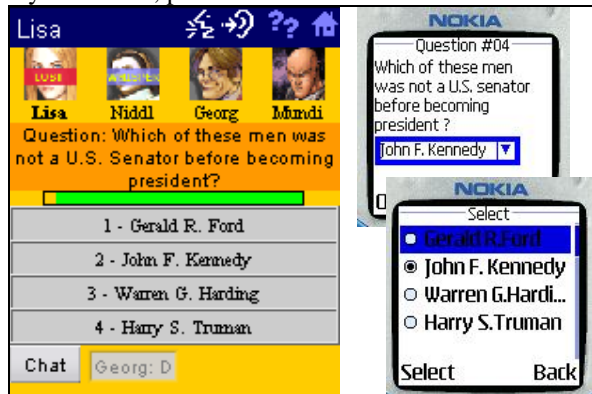 Lisa ??
LOST WHISPER
Lisa Niddl Georg Mundi
Question: Which of these men was
not a U.S. Senator before becoming
president?
1 - Gerald R. Ford
2 - John F. Kennedy
3 - Warren G. Harding
4 - Harry S. Truman
Chat Georg: D
NOKIA
Question #04
Which of these men
was not a U.S. senator
before becoming
president ?
John F. Kennedy
NOKIA
Select
Gerald R.Ford
John F. Kennedy
Warren G.Hardi...
Harry S.Truman
Select Back